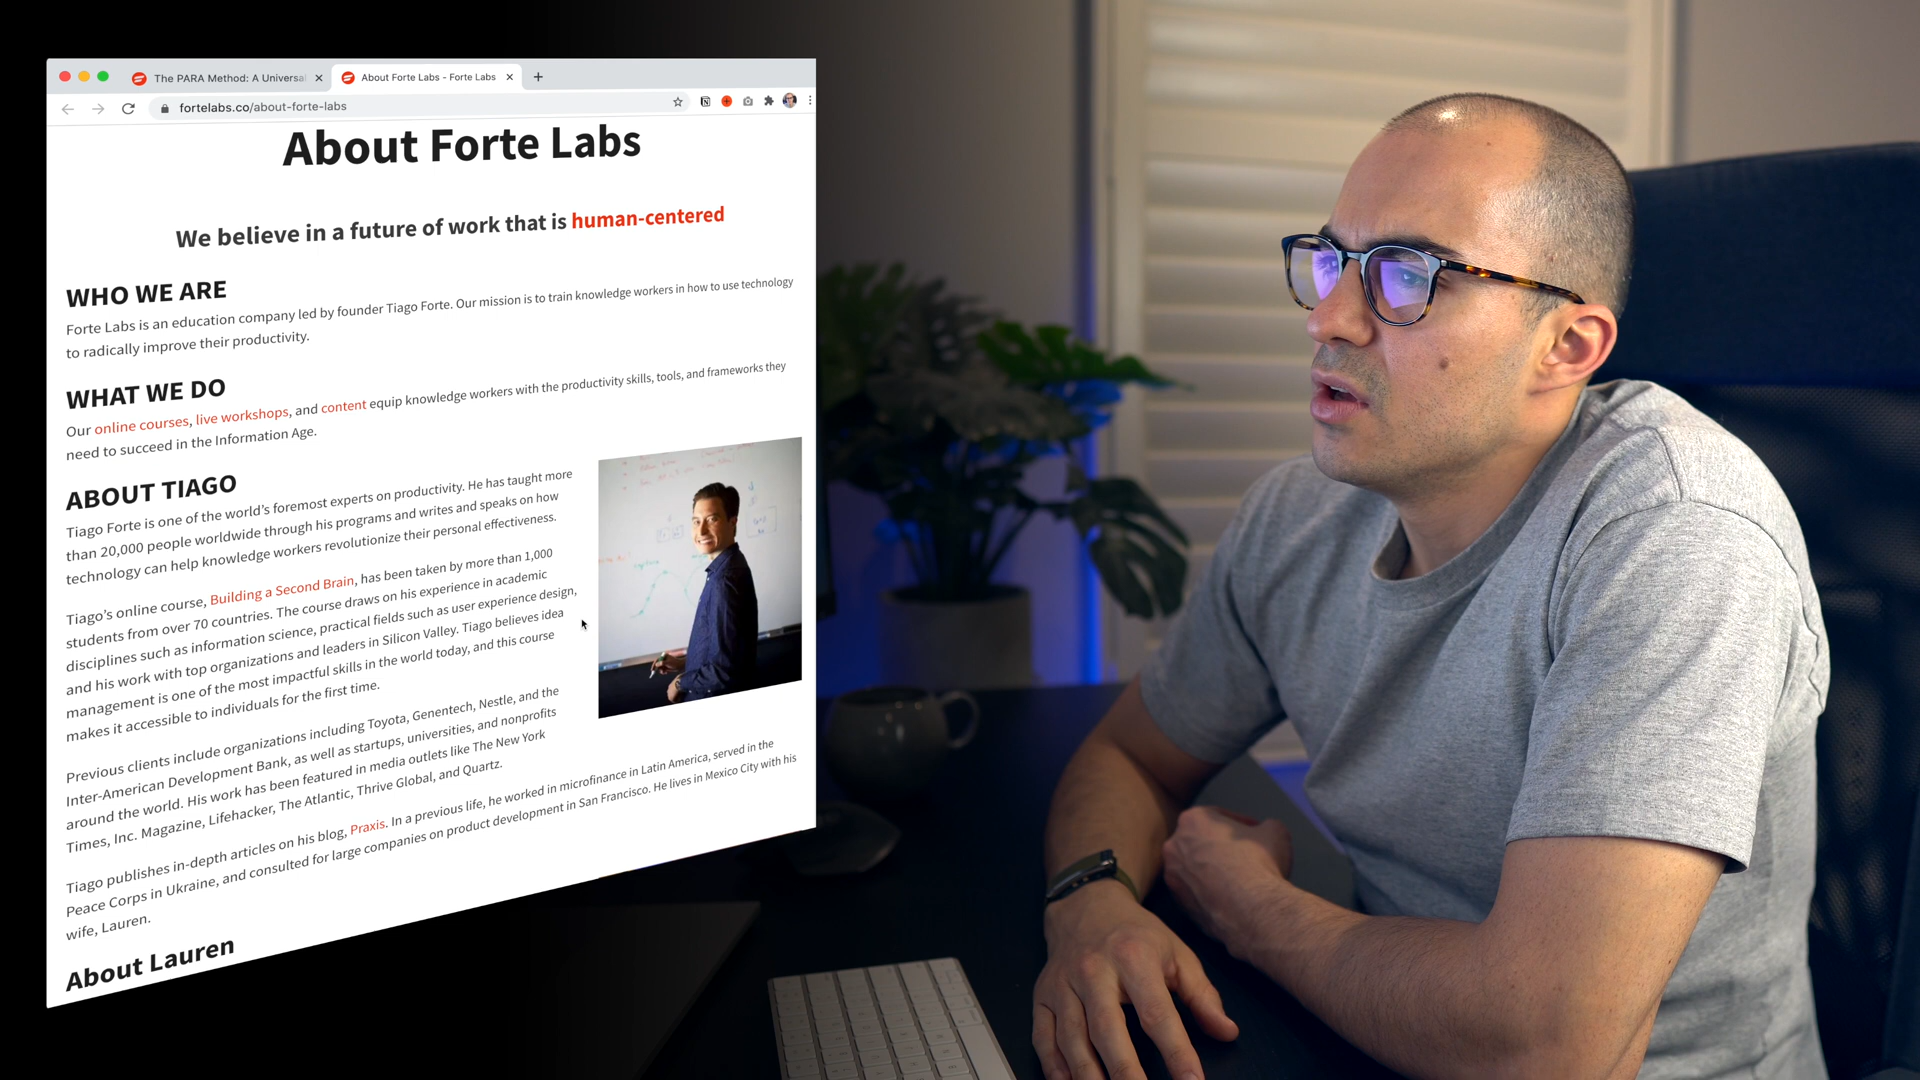 The PARA Method: A Universa
About Forte Labs - Forte Labs
fortelabs.co/about-forte-labs
About Forte Labs
We believe in a future of work that is human-centered
WHO WE ARE
Forte Labs is an education company led by founder Tiago Forte. Our mission is to train knowledge workers in how to use technology
to radically improve their productivity.
WHAT WE DO
Our online courses, live workshops, and content equip knowledge workers with the productivity skills, tools, and frameworks they
need to succeed in the Information Age.
ABOUT TIAGO
Tiago Forte is one of the world's foremost experts on productivity. He has taught more
than 20,000 people worldwide through his programs and writes and speaks on how
technology can help knowledge workers revolutionize their personal effectiveness.
Tiago's online course, Building a Second Brain, has been taken by more than 1,000
students from over 70 countries. The course draws on his experience in academic
disciplines such as information science, practical fields such as user experience design,
and his work with top organizations and leaders in Silicon Valley. Tiago believes idea
management is one of the most impactful skills in the world today, and this course
makes it accessible to individuals for the first time.
Previous clients include organizations including Toyota, Genentech, Nestle, and the
Inter-American Development Bank, as well as startups, universities, and nonprofits
around the world. His work has been featured in media outlets like The New York
Times, Inc. Magazine, Lifehacker, The Atlantic, Thrive Global, and Quartz.
Tiago publishes in-depth articles on his blog, Praxis. In a previous life, he worked in microfinance in Latin America, served in the
Peace Corps in Ukraine, and consulted for large companies on product development in San Francisco. He lives in Mexico City with his
wife, Lauren.
About Lauren